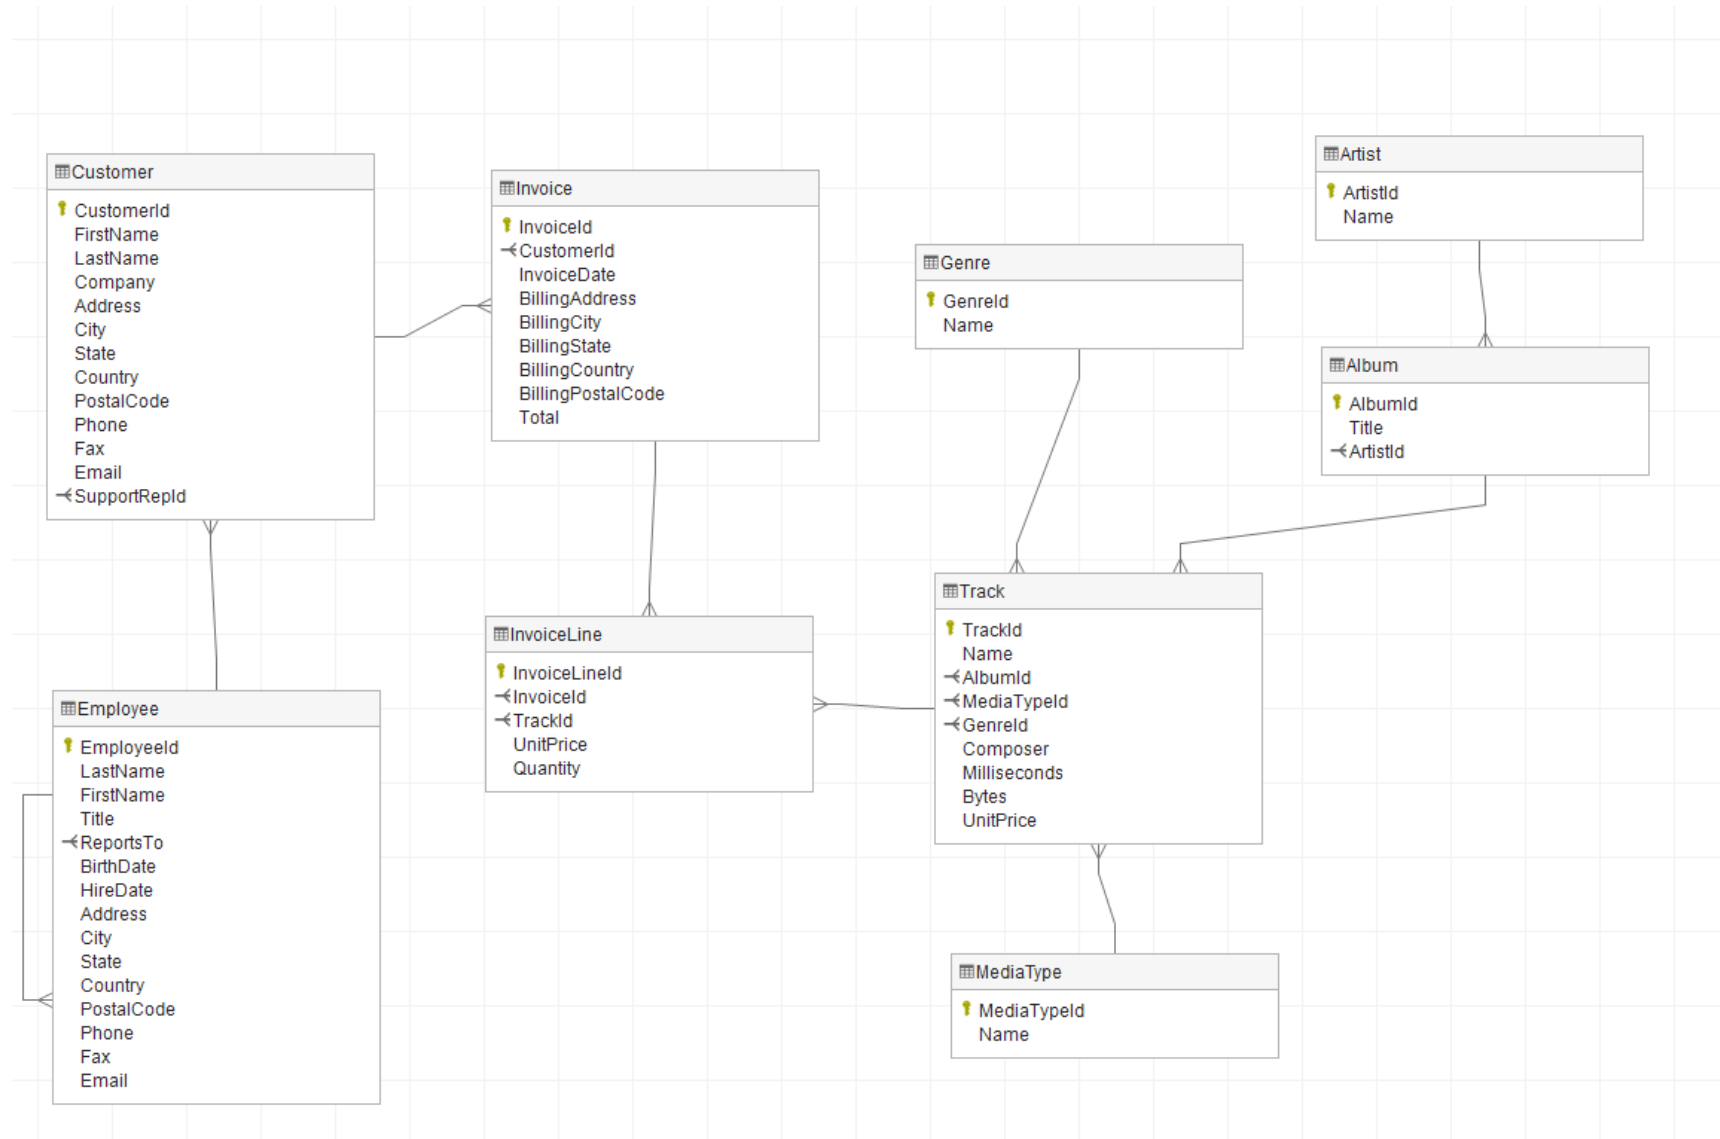 Customer
CustomerId
FirstName
LastName
Company
Address
City
State
Country
PostalCode
Phone
Fax
Email
SupportRepId
Invoice
InvoiceId
CustomerId
InvoiceDate
BillingAddress
BillingCity
BillingState
BillingCountry
BillingPostalCode
Total
Genre
GenreId
Name
Artist
ArtistId
Name
Album
AlbumId
Title
ArtistId
Employee
EmployeeId
LastName
FirstName
Title
ReportsTo
BirthDate
HireDate
Address
City
State
Country
PostalCode
Phone
Fax
Email
InvoiceLine
InvoiceLineId
InvoiceId
TrackId
UnitPrice
Quantity
Track
TrackId
Name
AlbumId
MediaTypeId
GenreId
Composer
Milliseconds
Bytes
UnitPrice
MediaType
MediaTypeId
Name